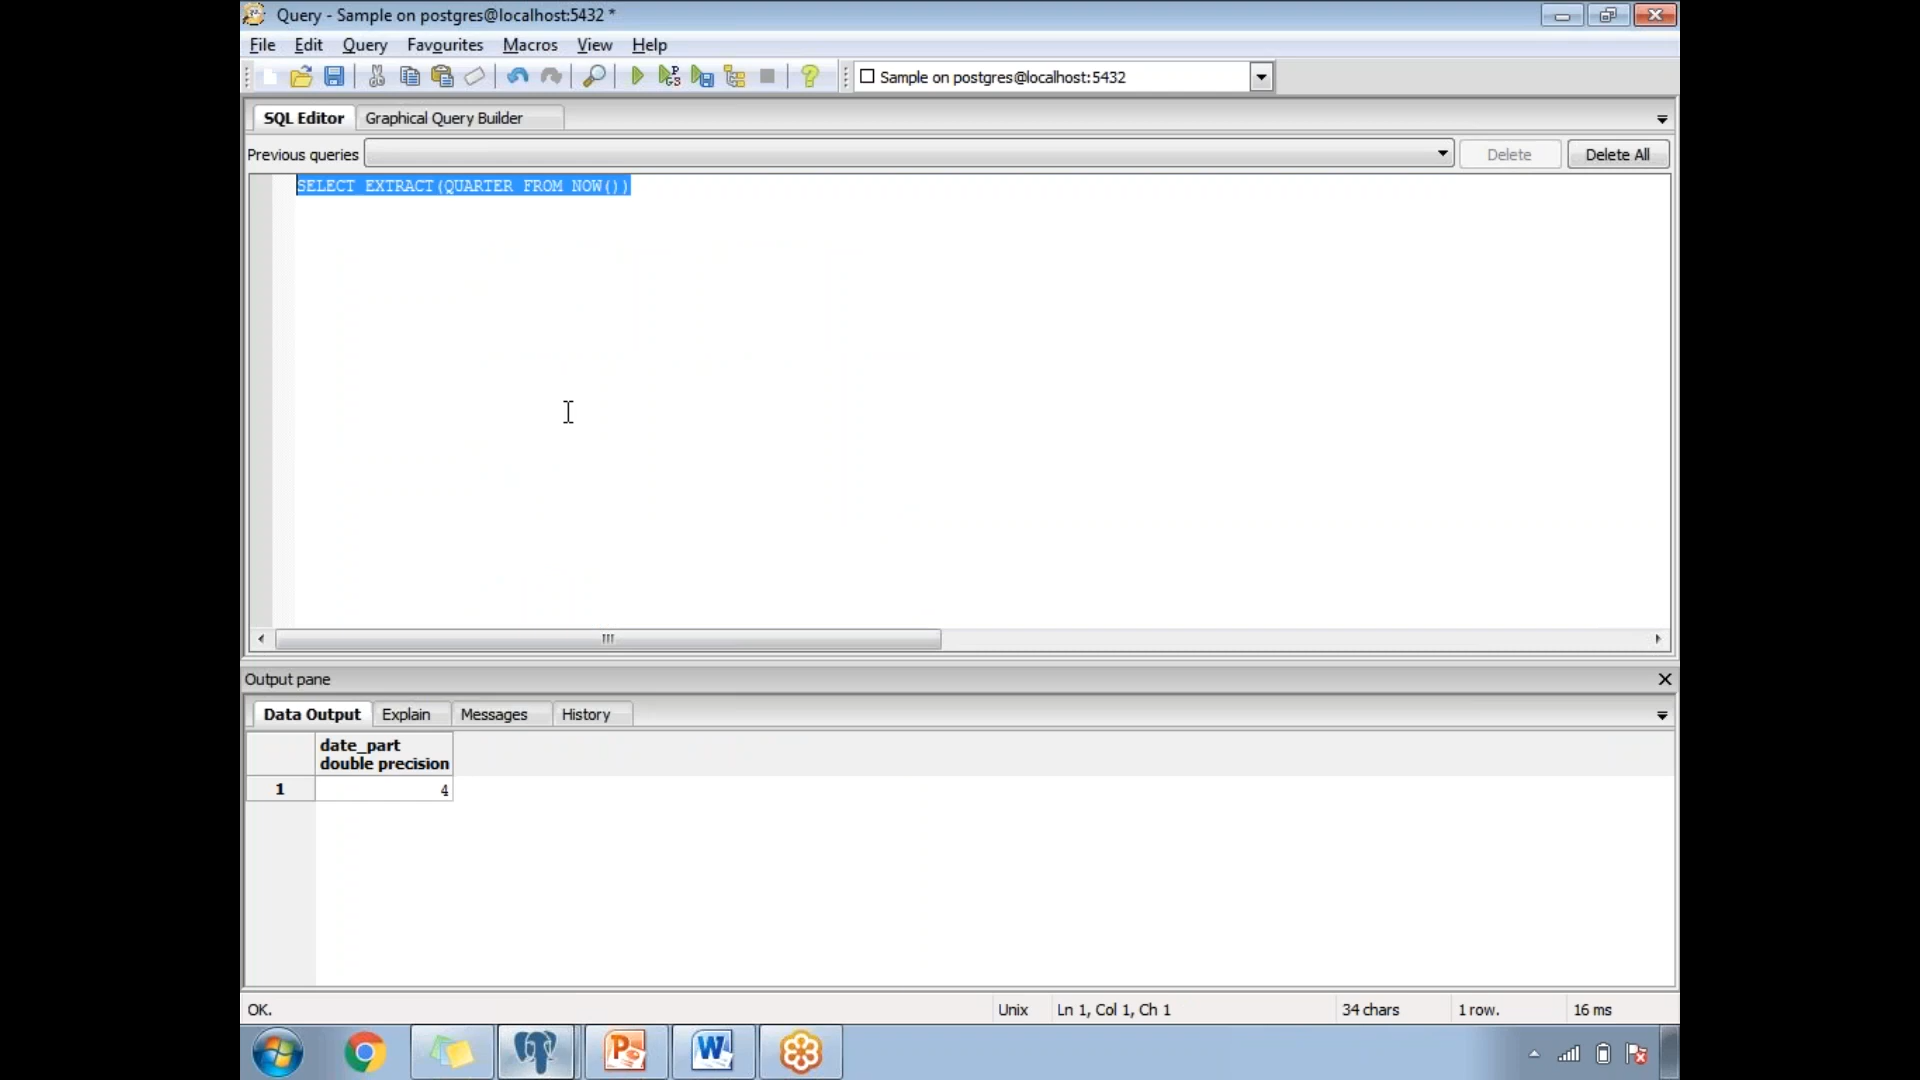 Query - Sample on postgres@localhost:5432 *
File Edit Query Favourites Macros View Help
Sample on postgres@localhost:5432
SQL Editor Graphical Query Builder
Previous queries Delete Delete All
SELECT EXTRACT(QUARTER FROM NOW())
Output pane
Data Output Explain Messages History
date_part
double precision
1 4
OK. Unix Ln 1, Col 1, Ch 1 34 chars 1 row. 16 ms